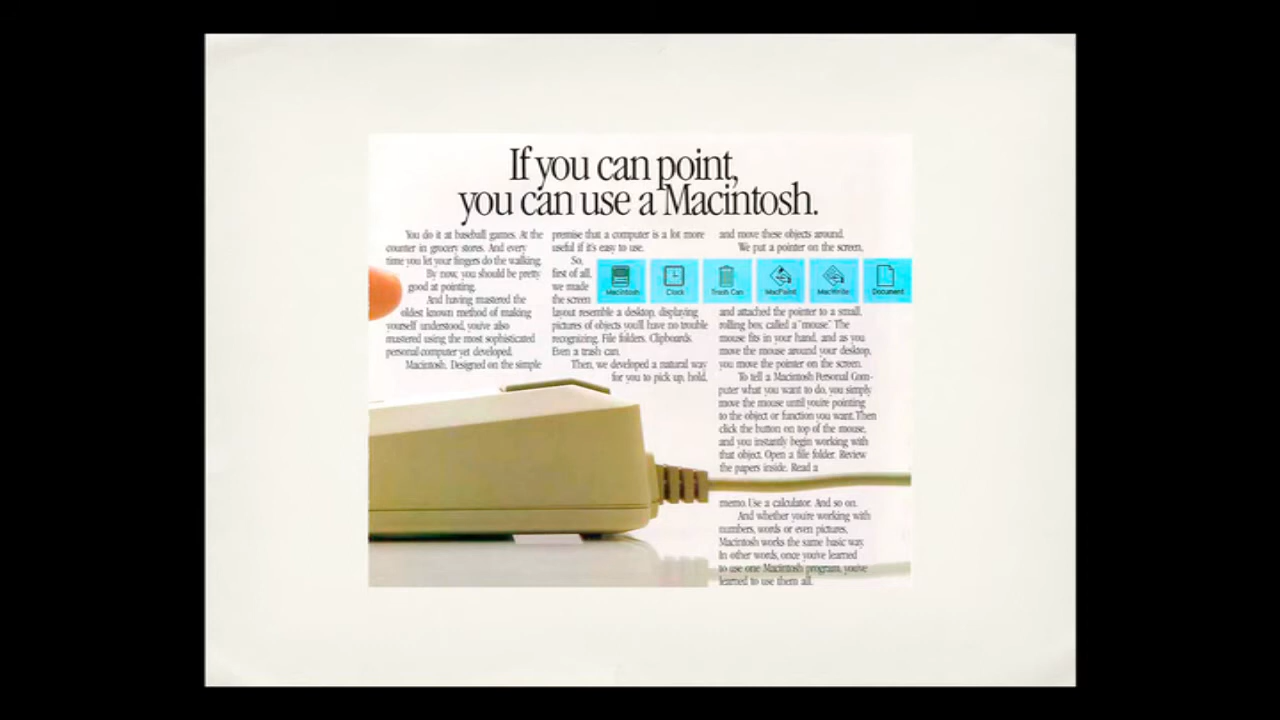 If you can point,
you can use a Macintosh.
You do it at baseball games. At the
counter in grocery stores. And every
time you let your fingers do the walking.
By now, you should be pretty
good at pointing.
And having mastered the
oldest known method of making
yourself understood, you've also
mastered using the most sophisticated
personal computer yet developed.
Macintosh. Designed on the simple
premise that a computer is a lot more
useful if it's easy to use.
So,
first of all,
we made
the screen
layout resemble a desktop, displaying
pictures of objects you'll have no trouble
recognizing. File folders. Clipboards.
Even a trash can.
Then, we developed a natural way
for you to pick up, hold,
and move these objects around.
We put a pointer on the screen,
Macintosh
Clock
Trash Can
MacPaint
MacWrite
Document
and attached the pointer to a small,
rolling box called a "mouse." The
mouse fits in your hand, and as you
move the mouse around your desktop,
you move the pointer on the screen.
To tell a Macintosh Personal Com-
puter what you want to do, you simply
move the mouse until you're pointing
to the object or function you want. Then
click the button on top of the mouse,
and you instantly begin working with
that object. Open a file folder. Review
the papers inside. Read a
memo. Use a calculator. And so on.
And whether you're working with
numbers, words or even pictures,
Macintosh works the same basic way.
In other words, once you've learned
to use one Macintosh program, you've
learned to use them all.